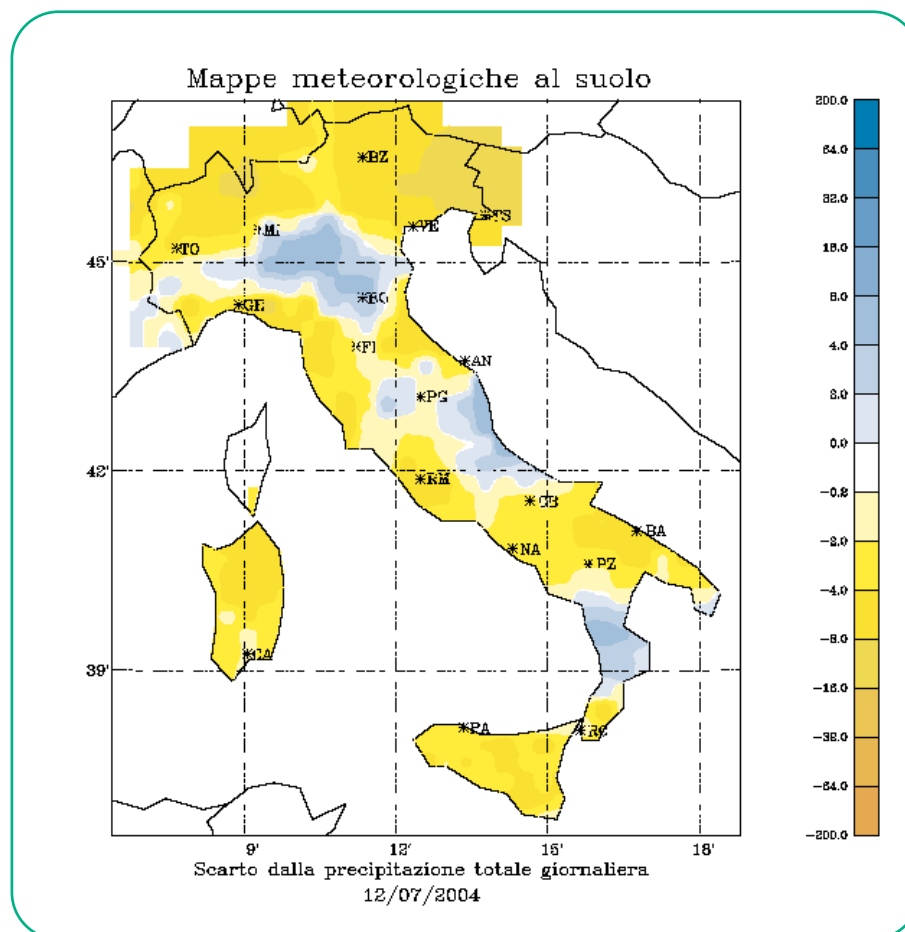 Mappe meteorologiche al suolo
200.0
64.0
32.0
16.0
8.0
4.0
2.0
0.0
-0.8
-2.0
-4.0
-8.0
-16.0
-32.0
-64.0
-200.0
*BZ
*TS
*VE
*MI
*TO
45'
*BG
*GE
*FI
*AN
*PG
42'
*RM
*CB
*BA
*NA
*PZ
*CA
39'
*PA
*RC
9' 12' 15' 18'
Scarto dalla precipitazione totale giornaliera
12/07/2004